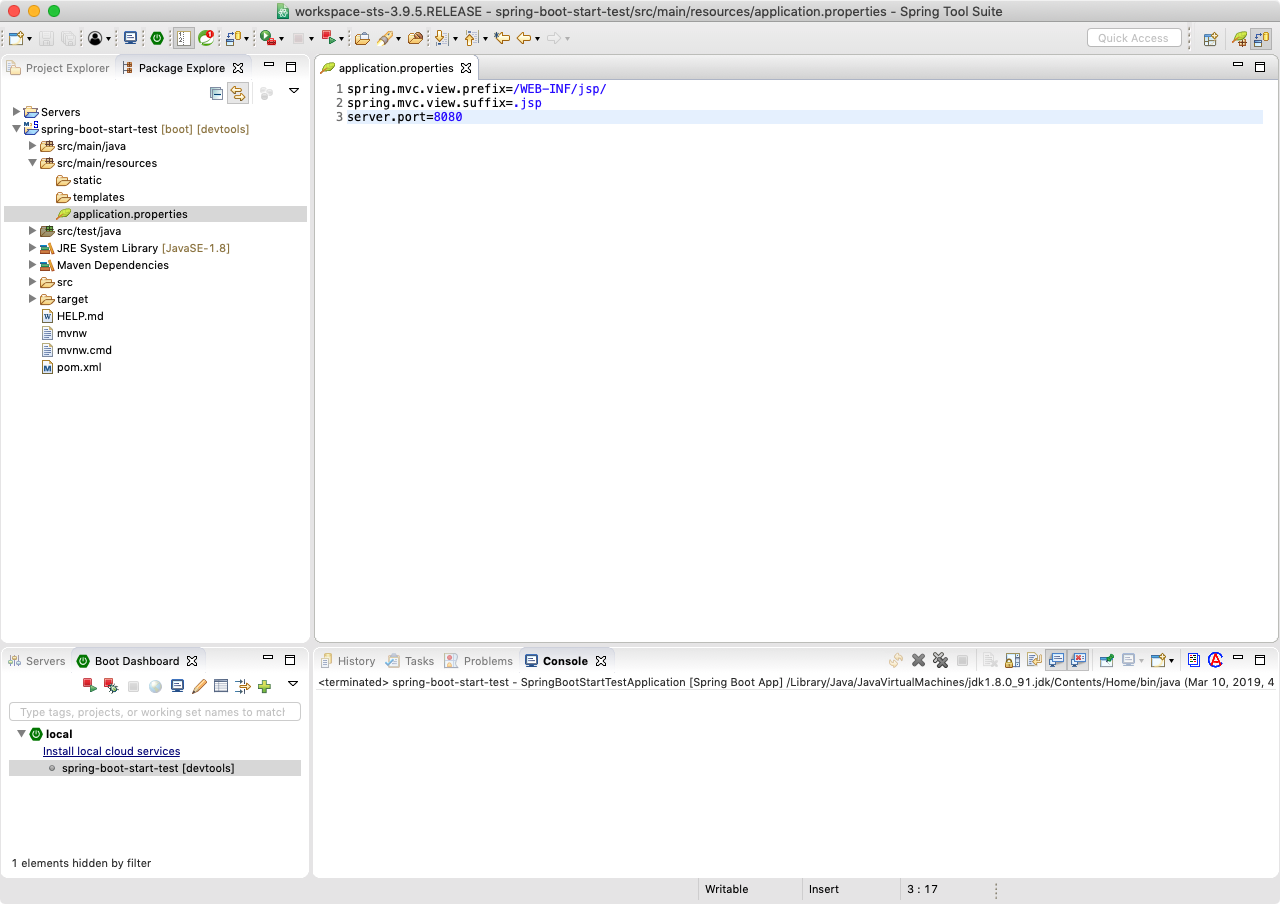 workspace-sts-3.9.5.RELEASE - spring-boot-start-test/src/main/resources/application.properties - Spring Tool Suite
Quick Access
Project Explorer
Package Explore
application.properties
1 spring.mvc.view.prefix=/WEB-INF/jsp/
2 spring.mvc.view.suffix=.jsp
3 server.port=8080
Servers
spring-boot-start-test [boot] [devtools]
src/main/java
src/main/resources
static
templates
application.properties
src/test/java
JRE System Library [JavaSE-1.8]
Maven Dependencies
src
target
HELP.md
mvnw
mvnw.cmd
pom.xml
Servers
Boot Dashboard
Type tags, projects, or working set names to match
local
Install local cloud services
spring-boot-start-test [devtools]
1 elements hidden by filter
History
Tasks
Problems
Console
<terminated> spring-boot-start-test - SpringBootStartTestApplication [Spring Boot App] /Library/Java/JavaVirtualMachines/jdk1.8.0_91.jdk/Contents/Home/bin/java (Mar 10, 2019, 4
Writable
Insert
3 : 17